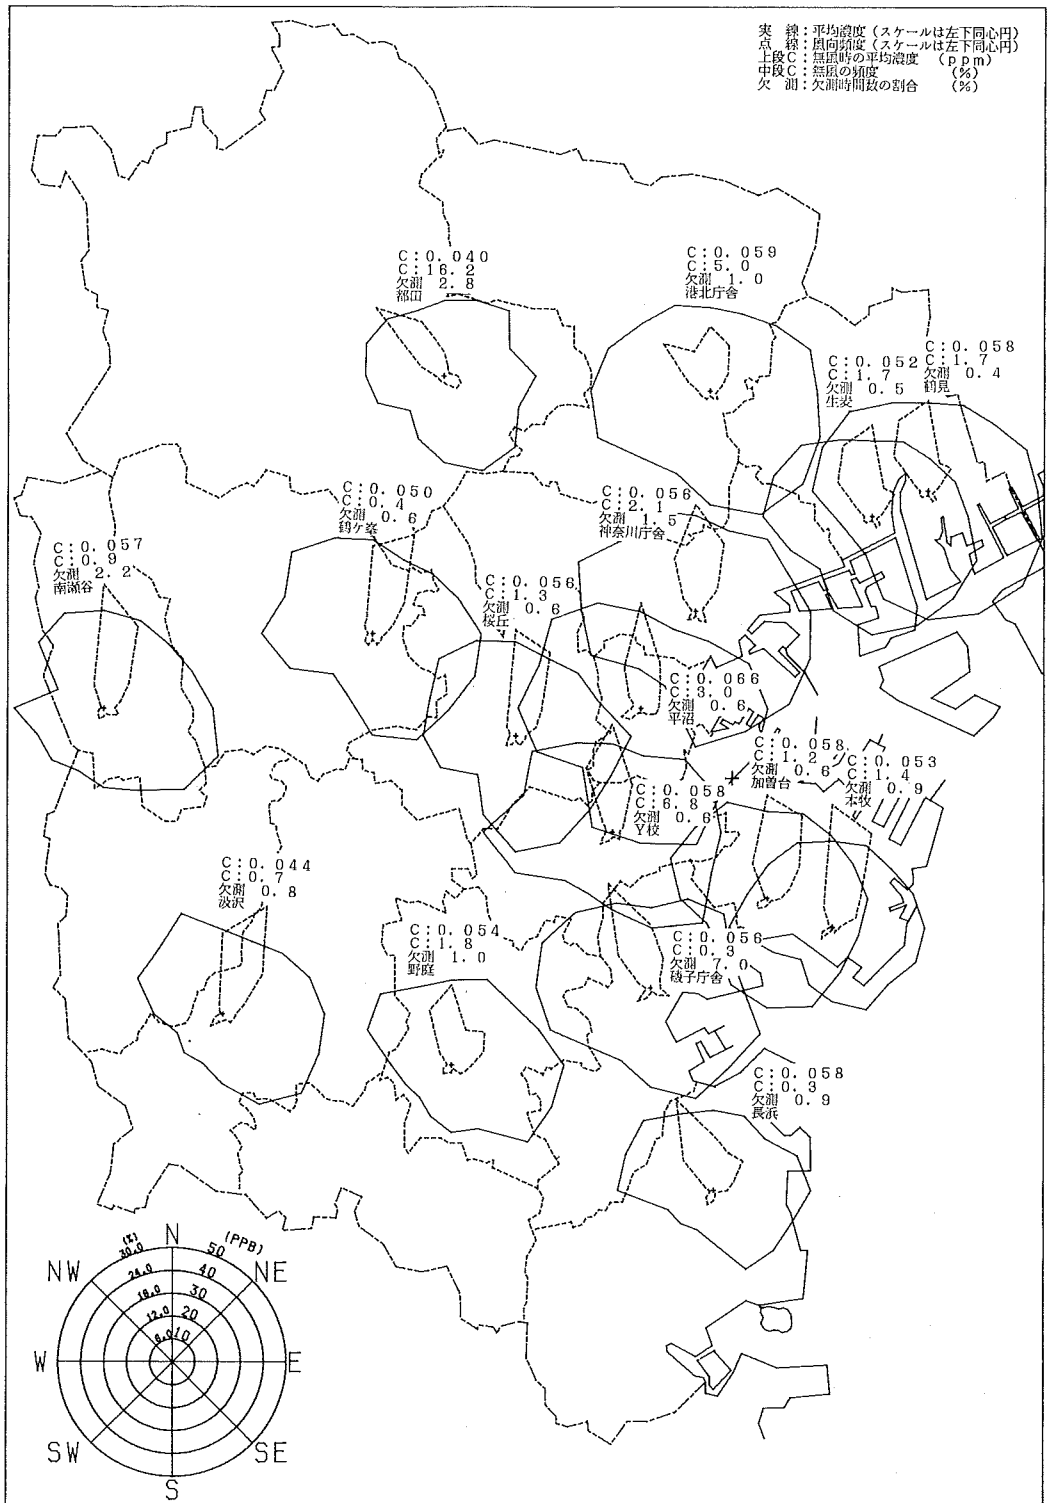 実　線：平均濃度（スケールは左下同心円）
点　線：風向頻度（スケールは左下同心円）
上段C：無風時の平均濃度　（ppm）
中段C：無風の頻度　（%）
欠　測：欠測時間数の割合　（%）
C:0.040
C:16.2
欠測 2.8
都田
C:0.059
C:5.0
欠測 1.0
港北庁舎
C:0.058
C:1.7
欠測 0.4
鶴見
C:0.052
C:1.7
欠測 0.5
生麦
C:0.050
C:0.4
欠測 0.6
鶴ケ峯
C:0.056
C:2.1
欠測 1.5
神奈川庁舎
C:0.057
C:0.9
欠測 2.2
南瀬谷
C:0.056
C:1.3
欠測 0.6
桜丘
C:0.066
C:3.0
欠測 0.6
平沼
C:0.058
C:1.2
欠測 0.6
加曽台
C:0.053
C:1.4
欠測 0.9
本牧
C:0.058
C:6.8
欠測 0.6
Y校
C:0.044
C:0.7
欠測 0.8
汲沢
C:0.054
C:1.8
欠測 1.0
野庭
C:0.056
C:0.3
欠測 7.0
磯子庁舎
C:0.058
C:0.3
欠測 0.9
長浜
N
(%)
30.0
50
(PPB)
NW
24.0
40
NE
18.0
30
12.0
20
6.0
10
W
E
SW
SE
S